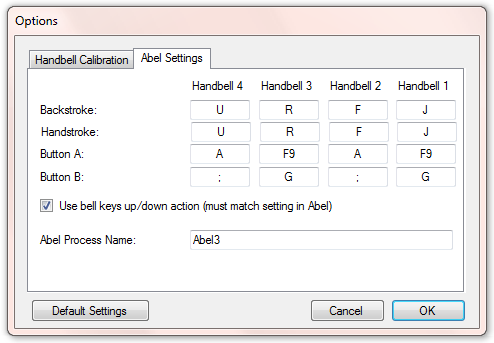 Options
Handbell Calibration Abel Settings
Handbell 4 Handbell 3 Handbell 2 Handbell 1
Backstroke: U R F J
Handstroke: U R F J
Button A: A F9 A F9
Button B: ; G ; G
Use bell keys up/down action (must match setting in Abel)
Abel Process Name: Abel3
Default Settings Cancel OK